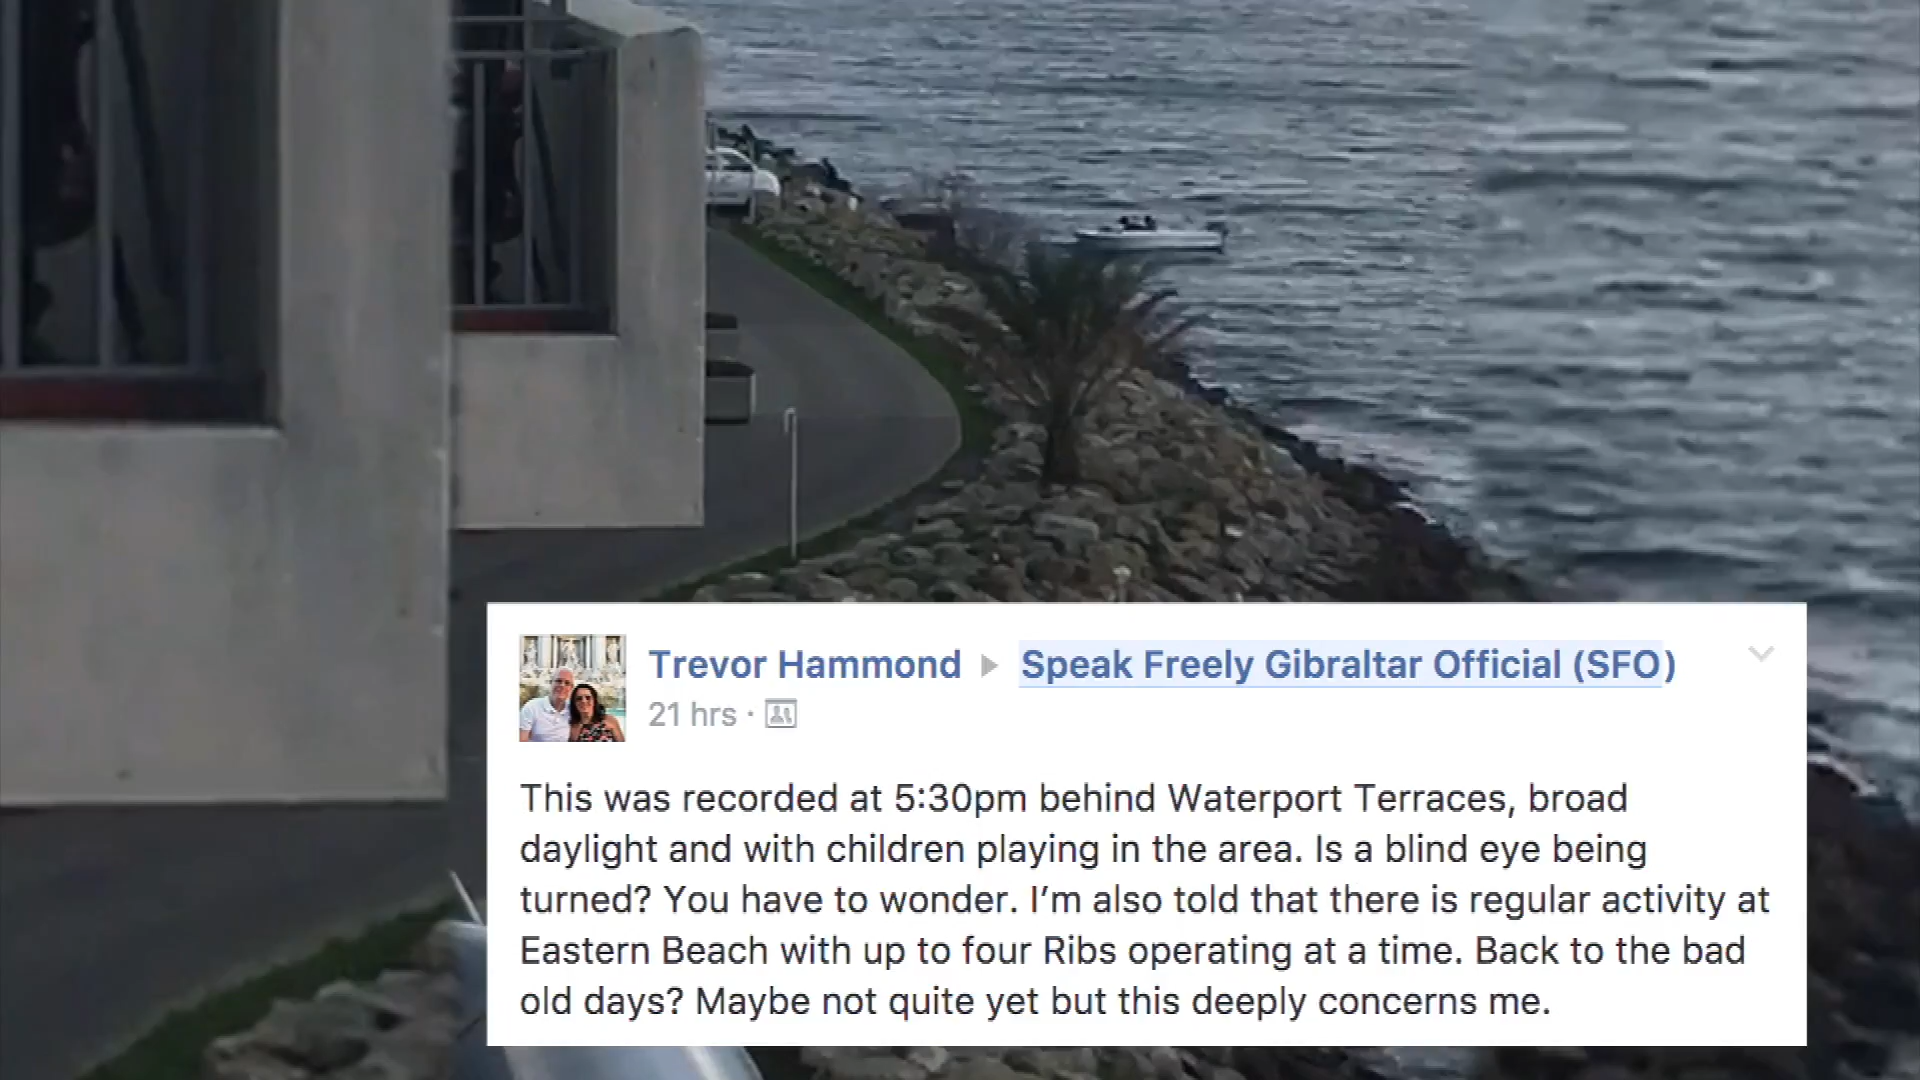 Trevor Hammond ▸ Speak Freely Gibraltar Official (SFO)
21 hrs ·
This was recorded at 5:30pm behind Waterport Terraces, broad
daylight and with children playing in the area. Is a blind eye being
turned? You have to wonder. I'm also told that there is regular activity at
Eastern Beach with up to four Ribs operating at a time. Back to the bad
old days? Maybe not quite yet but this deeply concerns me.